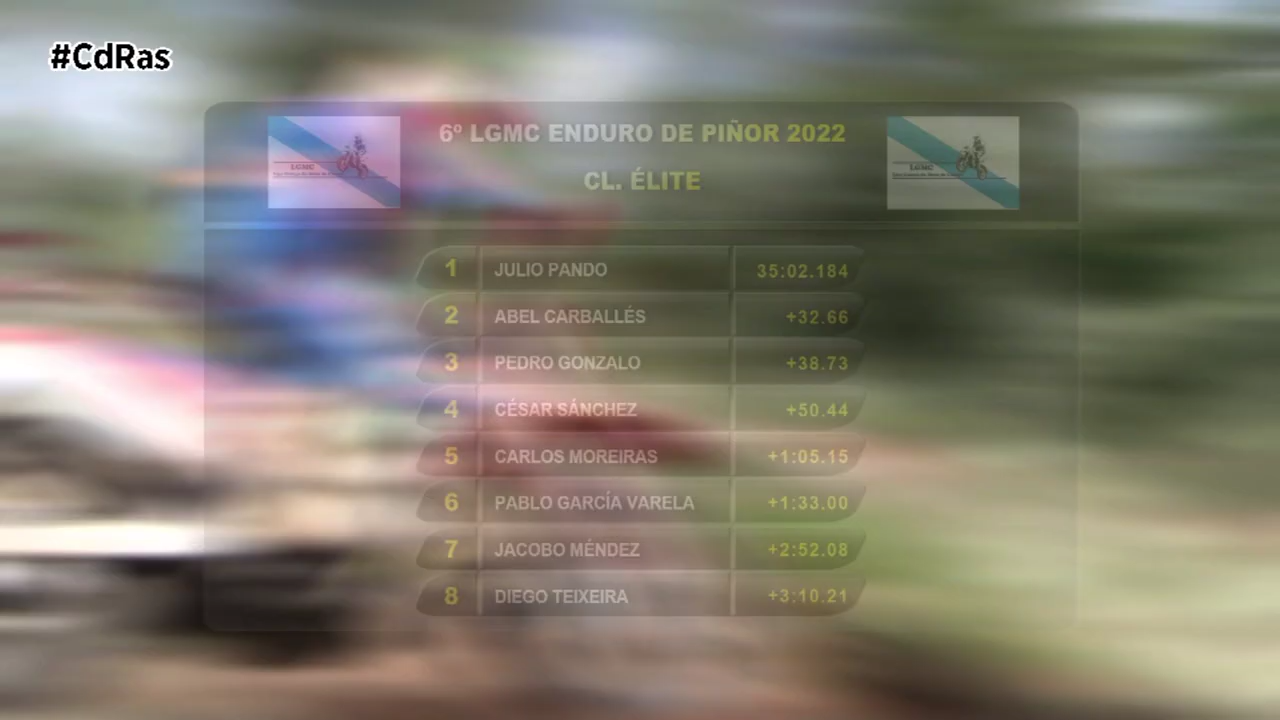 #CdRas
6º LGMC ENDURO DE PIÑOR 2022
CL. ÉLITE
LGMC
LGMC
1 JULIO PANDO 35:02.184
2 ABEL CARBALLÉS +32.66
3 PEDRO GONZALO +38.73
4 CÉSAR SÁNCHEZ +50.44
5 CARLOS MOREIRAS +1:05.15
6 PABLO GARCÍA VARELA +1:33.00
7 JACOBO MÉNDEZ +2:52.08
8 DIEGO TEIXEIRA +3:10.21